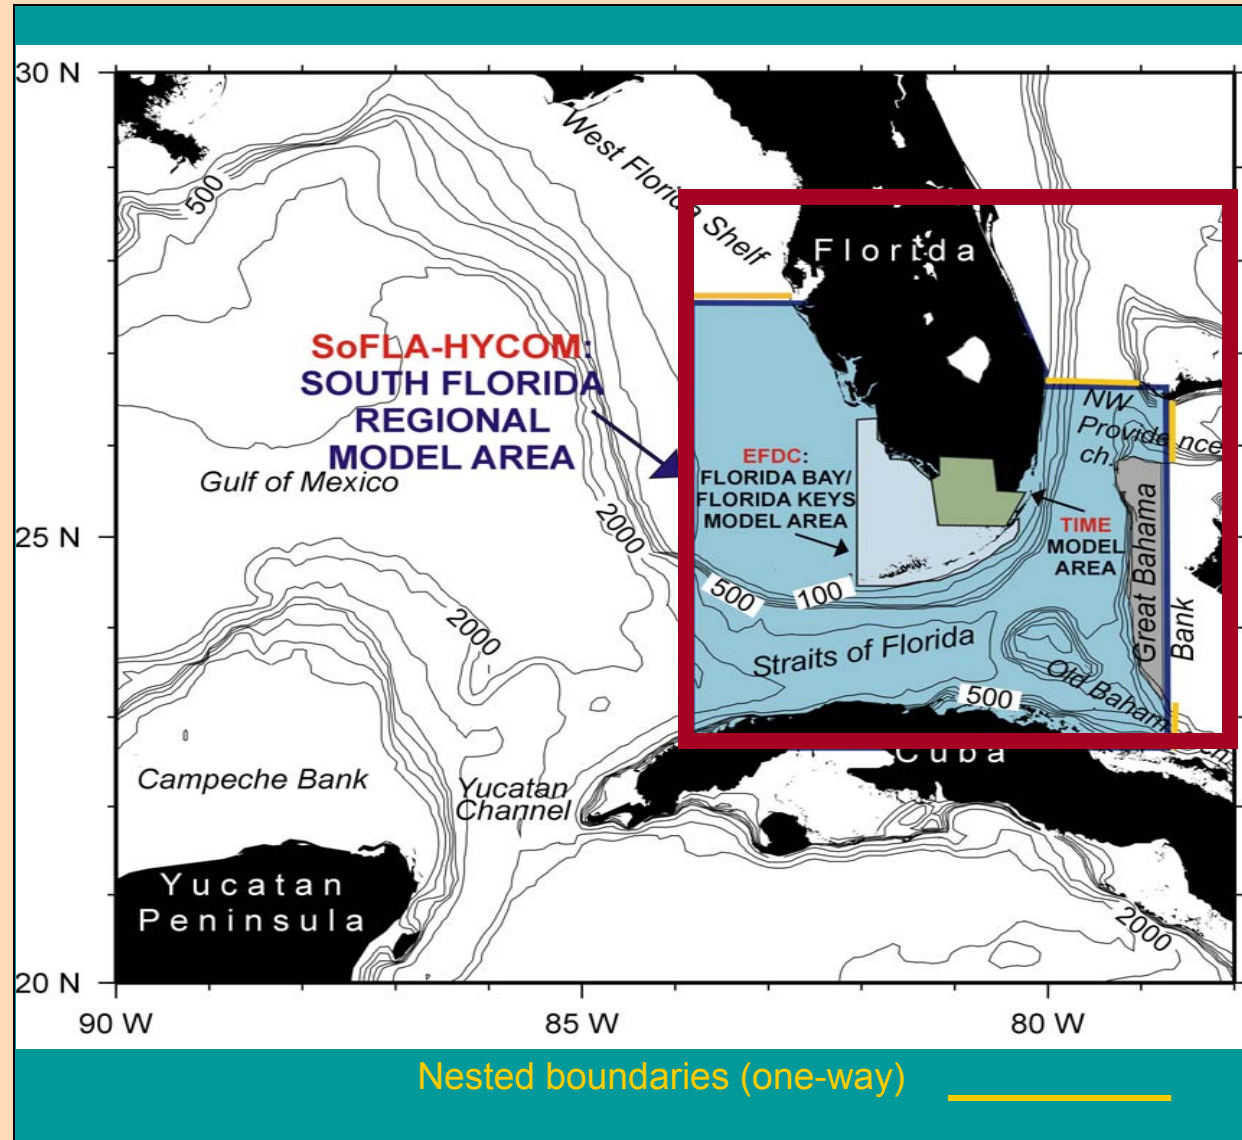 30 N
500
West Florida Shelf
Florida
SoFLA-HYCOM:
SOUTH FLORIDA
REGIONAL
MODEL AREA
Gulf of Mexico
NW
Providence
ch.
EFDC:
FLORIDA BAY/
FLORIDA KEYS
MODEL AREA
TIME
MODEL
AREA
25 N
2000
500
100
Great Bahama
Bank
Straits of Florida
2000
Old Baham
ch
500
Cuba
Campeche Bank
Yucatan
Channel
Yucatan
Peninsula
2000
20 N
90 W
85 W
80 W
Nested boundaries (one-way)